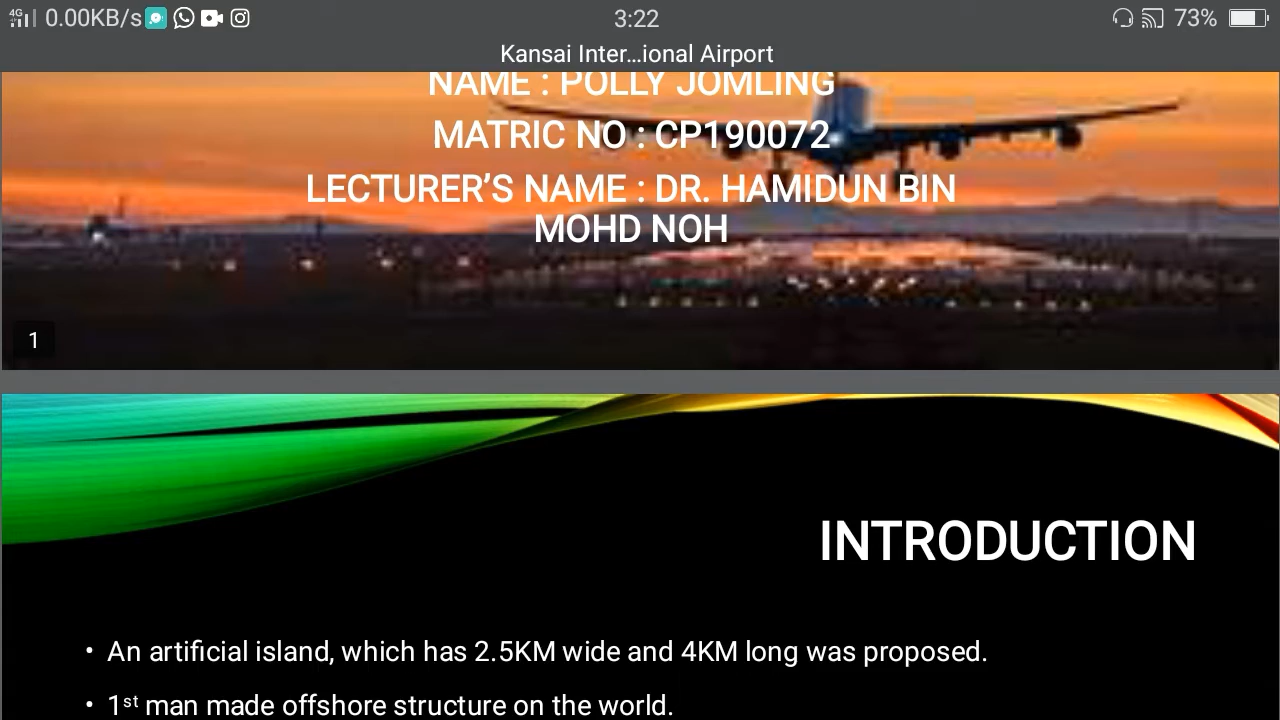 4G 0.00KB/s 3:22 73%
Kansai Inter...ional Airport
NAME : POLLY JOMLING
MATRIC NO : CP190072
LECTURER’S NAME : DR. HAMIDUN BIN
MOHD NOH
1
INTRODUCTION
• An artificial island, which has 2.5KM wide and 4KM long was proposed.
• 1st man made offshore structure on the world.